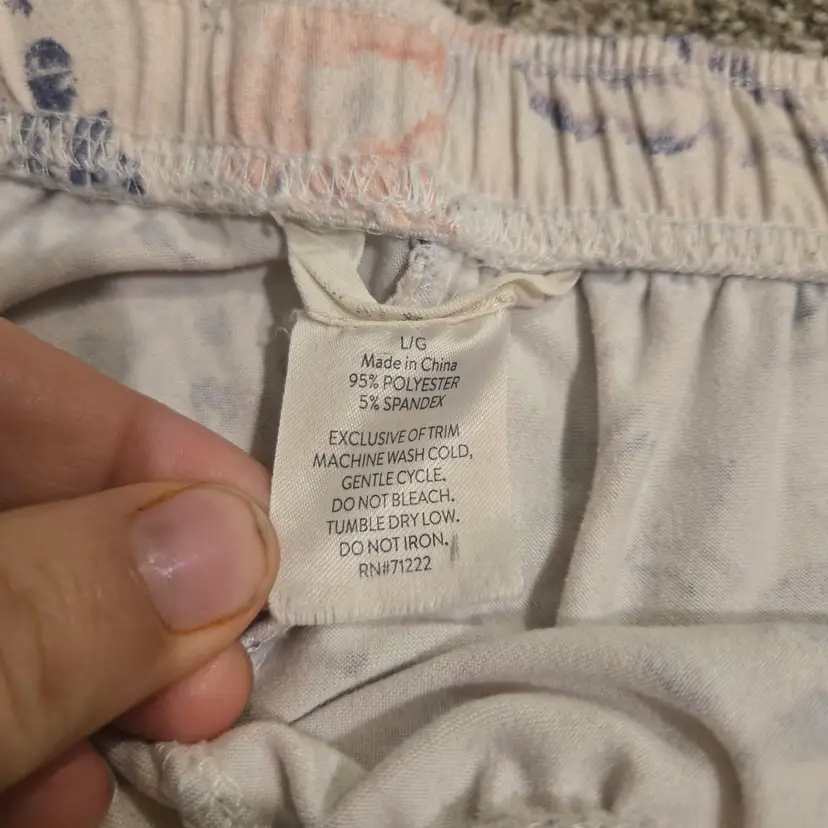 L/G
Made in China
95% POLYESTER
5% SPANDEX
EXCLUSIVE OF TRIM
MACHINE WASH COLD,
GENTLE CYCLE.
DO NOT BLEACH.
TUMBLE DRY LOW.
DO NOT IRON.
RN#71222